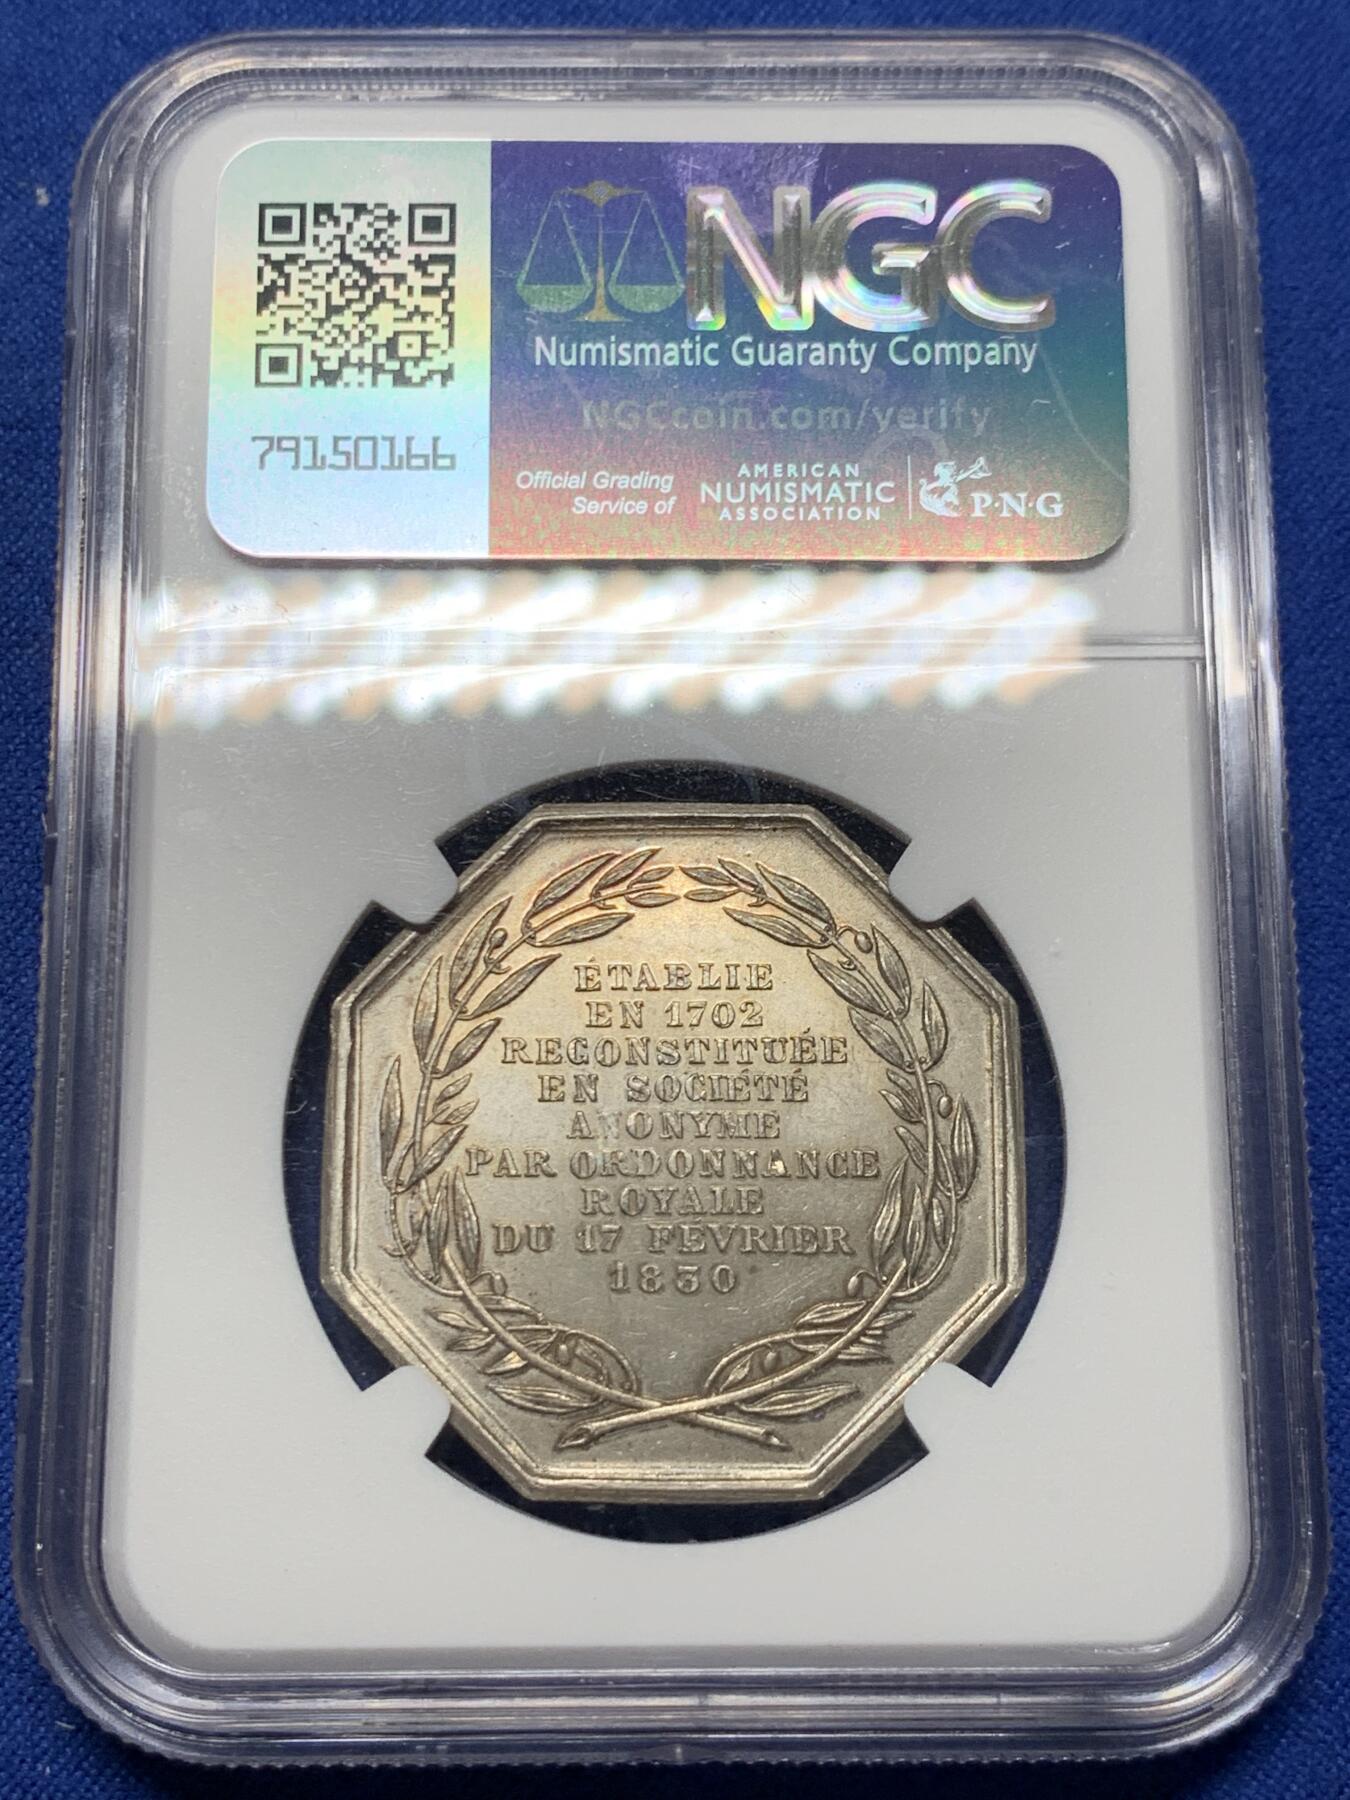 NGC
Numismatic Guaranty Company
NGCcoin.com/verify
79150166
Official Grading
Service of
AMERICAN
NUMISMATIC
ASSOCIATION
P·N·G
ÉTABLIE
EN 1702
RECONSTITUÉE
EN SOCIÉTÉ
ANONYME
PAR ORDONNANCE
ROYALE
DU 17 FÉVRIER
1830